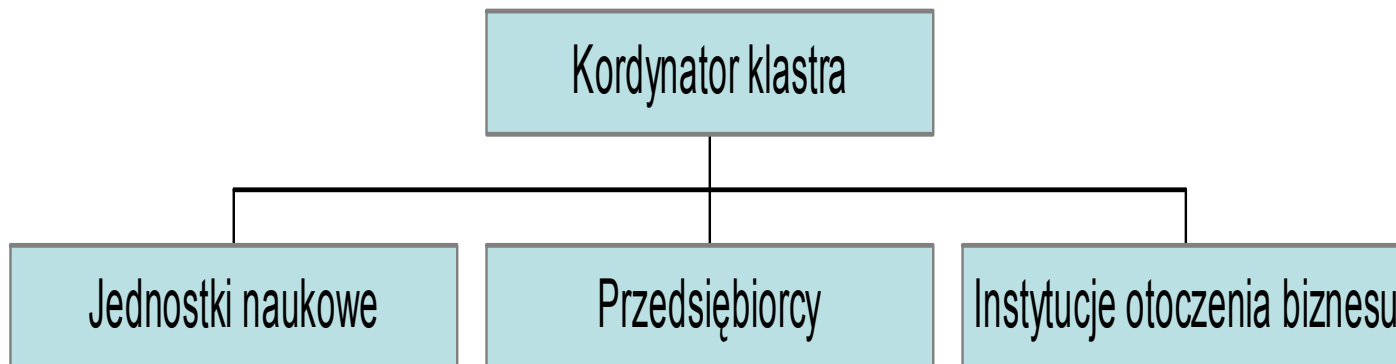 Kordynator klastra
Jednostki naukowe
Przedsiębiorcy
Instytucje otoczenia biznesu